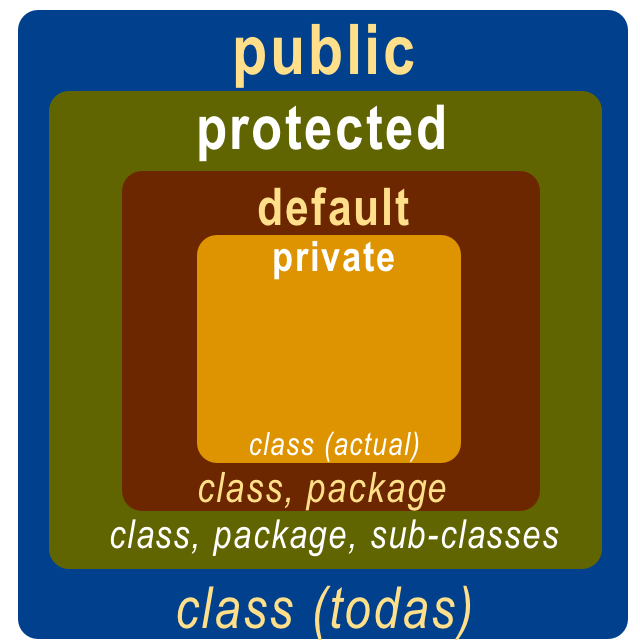 public
protected
default
private
class (actual)
class, package
class, package, sub-classes
class (todas)